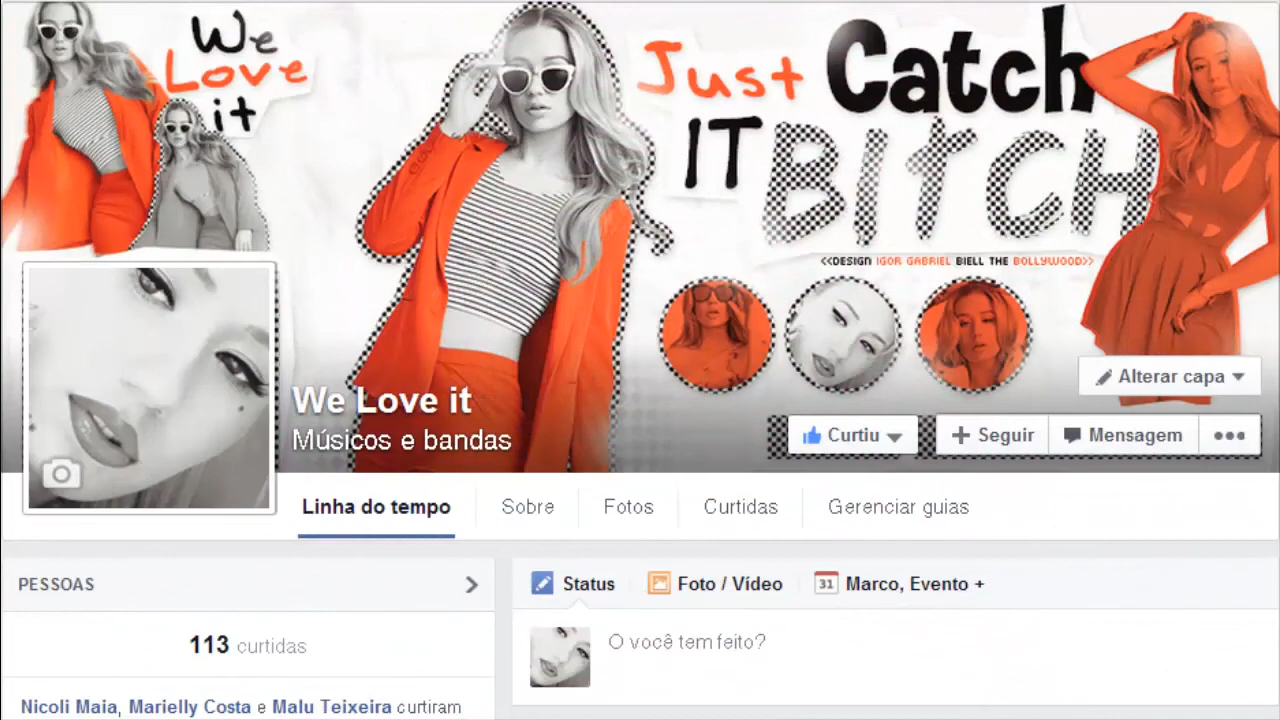 We
Love
it
Just Catch
IT BITCH
<<DESIGN IGOR GABRIEL BIELL THE BOLLYWOOD>>
Alterar capa
We Love it
Músicos e bandas
Curtiu
Seguir
Mensagem
Linha do tempo
Sobre
Fotos
Curtidas
Gerenciar guias
PESSOAS
Status
Foto / Vídeo
31
Marco, Evento +
113 curtidas
O você tem feito?
Nicoli Maia, Marielly Costa e Malu Teixeira curtiram